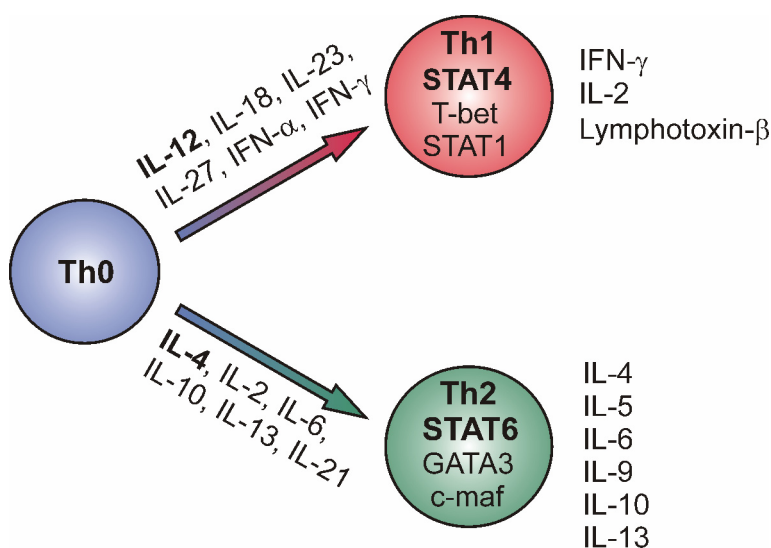 IL-12, IL-18, IL-23,
IL-27, IFN-α, IFN-γ
Th1
STAT4
T-bet
STAT1
IFN-γ
IL-2
Lymphotoxin-β
Th0
IL-4, IL-2, IL-6,
IL-10, IL-13, IL-21
Th2
STAT6
GATA3
c-maf
IL-4
IL-5
IL-6
IL-9
IL-10
IL-13